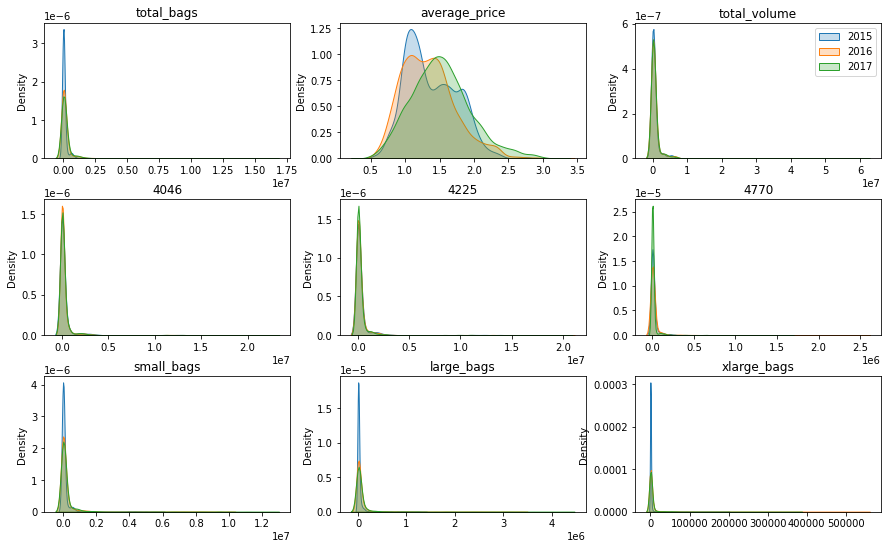 total_bags
1e−6
3
2
1
0
Density
0.00 0.25 0.50 0.75 1.00 1.25 1.50 1.75
1e7
average_price
1.25
1.00
0.75
0.50
0.25
0.00
Density
0.5 1.0 1.5 2.0 2.5 3.0 3.5
total_volume
1e−7
6
4
2
0
Density
2015
2016
2017
0 1 2 3 4 5 6
1e7
4046
1e−6
1.5
1.0
0.5
0.0
Density
0.0 0.5 1.0 1.5 2.0
1e7
4225
1e−6
1.5
1.0
0.5
0.0
Density
0.0 0.5 1.0 1.5 2.0
1e7
4770
1e−5
2.5
2.0
1.5
1.0
0.5
0.0
Density
0.0 0.5 1.0 1.5 2.0 2.5
1e6
small_bags
1e−6
4
3
2
1
0
Density
0.0 0.2 0.4 0.6 0.8 1.0 1.2
1e7
large_bags
1e−5
1.5
1.0
0.5
0.0
Density
0 1 2 3 4
1e6
xlarge_bags
0.0003
0.0002
0.0001
0.0000
Density
0 100000 200000 300000 400000 500000